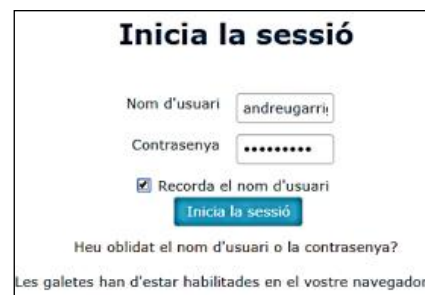 Inicia la sessió
Nom d'usuari andreugarri
Contrasenya •••••••••
Recorda el nom d'usuari
Inicia la sessió
Heu oblidat el nom d'usuari o la contrasenya?
Les galetes han d'estar habilitades en el vostre navegador